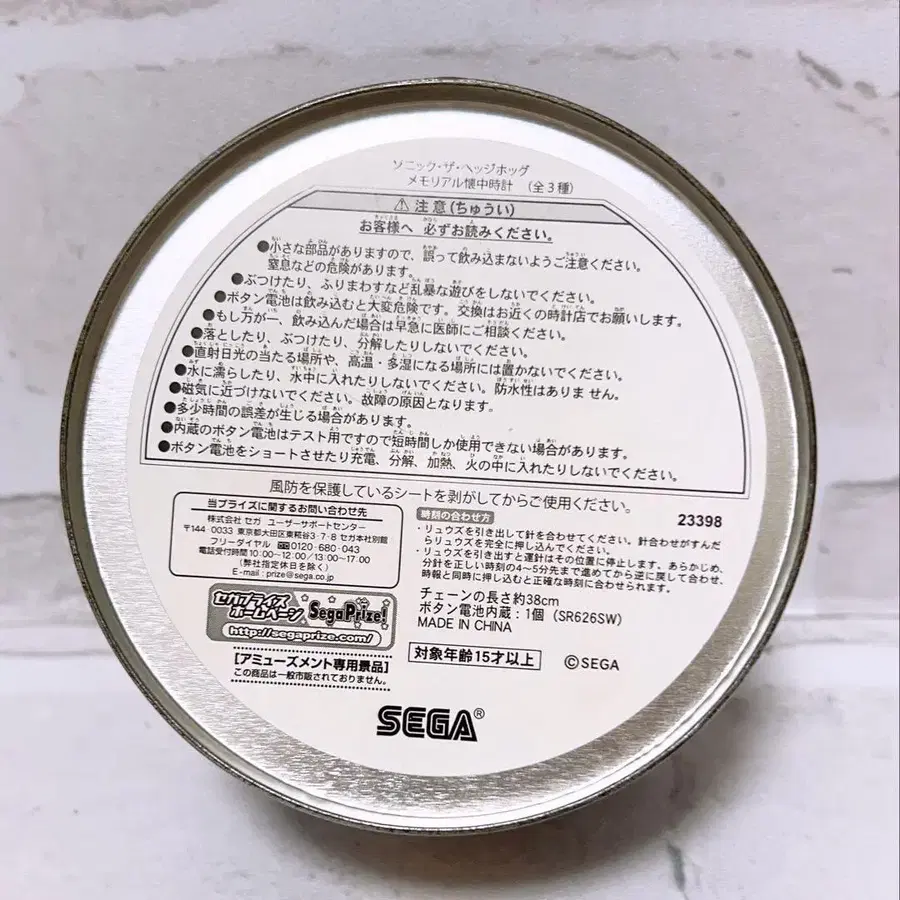 ソニック・ザ・ヘッジホッグ
メモリアル懐中時計 (全3種)
⚠注意(ちゅうい)
お客様へ 必ずお読みください。
●小さな部品がありますので、誤って飲み込まないようご注意ください。
窒息などの危険があります。
●ぶつけたり、ふりまわすなど乱暴な遊びをしないでください。
●ボタン電池は飲み込むと大変危険です。交換はお近くの時計店でお願いします。
●もし万が一、飲み込んだ場合は早急に医師にご相談ください。
●落としたり、ぶつけたり、分解したりしないでください。
●直射日光の当たる場所や、高温・多湿になる場所には置かないでください。
●水に濡らしたり、水中に入れたりしないでください。防水性はありま せん。
●磁気に近づけないでください。故障の原因となります。
●多少時間の誤差が生じる場合があります。
●内蔵のボタン電池はテスト用ですので短時間しか使用できない場合があります。
●ボタン電池をショートさせたり充電、分解、加熱、火の中に入れたりしないでください。
風防を保護しているシートを剥がしてからご使用ください。
当プライズに関するお問い合わせ先
株式会社 セガ ユーザーサポートセンター
〒144-0033 東京都大田区東糀谷3-7-8 セガ本社別館
フリーダイヤル 0120-680-043
電話受付時間 10:00~12:00/13:00~17:00
(弊社指定休日を除く)
E-mail:prize@sega.co.jp
セガプライズ
ホームページ SegaPrize!
http://segaprize.com/
[アミューズメント専用景品]
この商品は一般市販されておりません。
23398
時刻の合わせ方
・リュウズを引き出して針を合わせてください。針合わせがすんだ
らリュウズを完全に押し込んでください。
・リュウズを引き出すと運針はその位置に停止します。あらかじめ、
分針を正しい時刻の4~5分先まで進めてから逆に戻して合わせ、
時報と同時に押し込むと正確な時刻に合わせられます。
チェーンの長さ約38cm
ボタン電池内蔵:1個 (SR626SW)
MADE IN CHINA
対象年齢15才以上
©SEGA
SEGA®